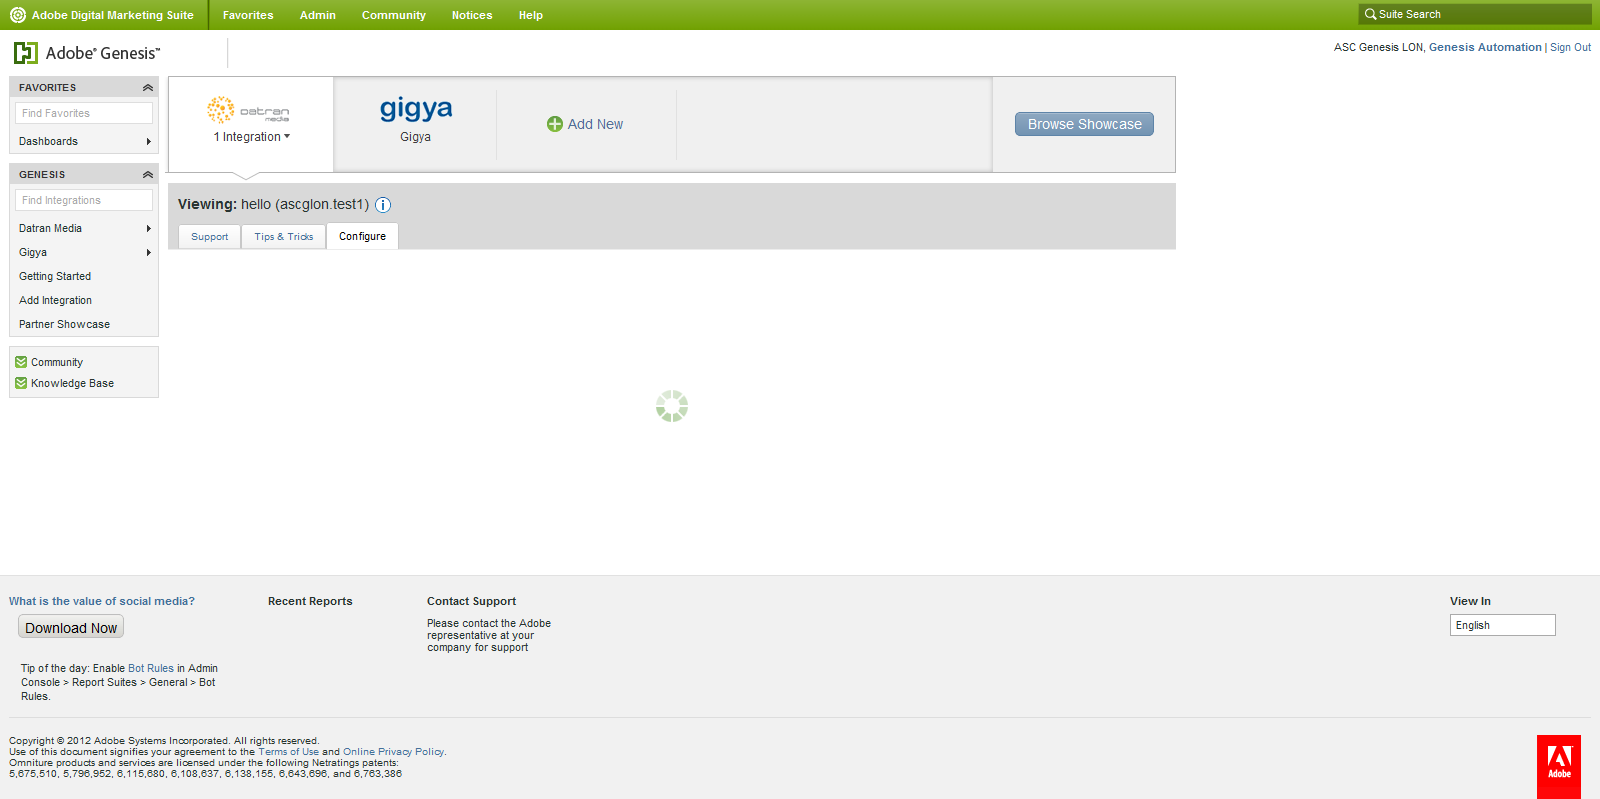 Adobe Digital Marketing Suite
Favorites
Admin
Community
Notices
Help
Suite Search
Adobe® Genesis™
ASC Genesis LON, Genesis Automation | Sign Out
FAVORITES
Find Favorites
Dashboards
GENESIS
Find Integrations
Datran Media
Gigya
Getting Started
Add Integration
Partner Showcase
Community
Knowledge Base
datran
media
1 Integration
gigya
Gigya
Add New
Browse Showcase
Viewing: hello (ascglon.test1)
Support
Tips & Tricks
Configure
What is the value of social media?
Download Now
Tip of the day: Enable Bot Rules in Admin
Console > Report Suites > General > Bot
Rules.
Recent Reports
Contact Support
Please contact the Adobe
representative at your
company for support
View In
English
Copyright © 2012 Adobe Systems Incorporated. All rights reserved.
Use of this document signifies your agreement to the Terms of Use and Online Privacy Policy.
Omniture products and services are licensed under the following Netratings patents:
5,675,510, 5,796,952, 6,115,680, 6,108,637, 6,138,155, 6,643,696, and 6,763,386
Adobe